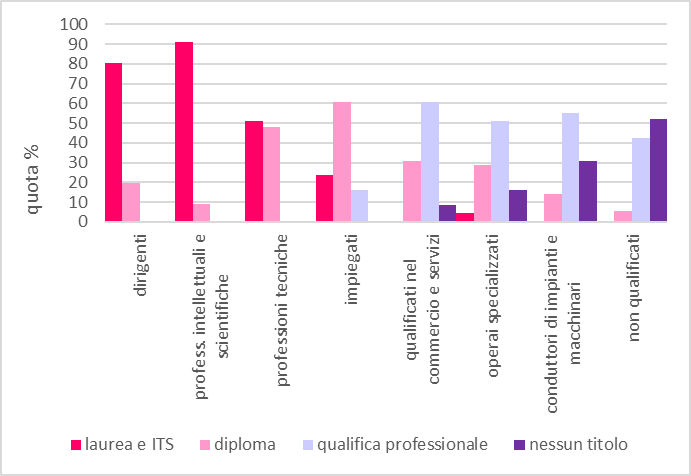 quota %
100
90
80
70
60
50
40
30
20
10
0
dirigenti
profess. intellettuali e
scientifiche
professioni tecniche
impiegati
qualificati nel
commercio e servizi
operai specializzati
conduttori di impianti e
macchinari
non qualificati
laurea e ITS diploma qualifica professionale nessun titolo